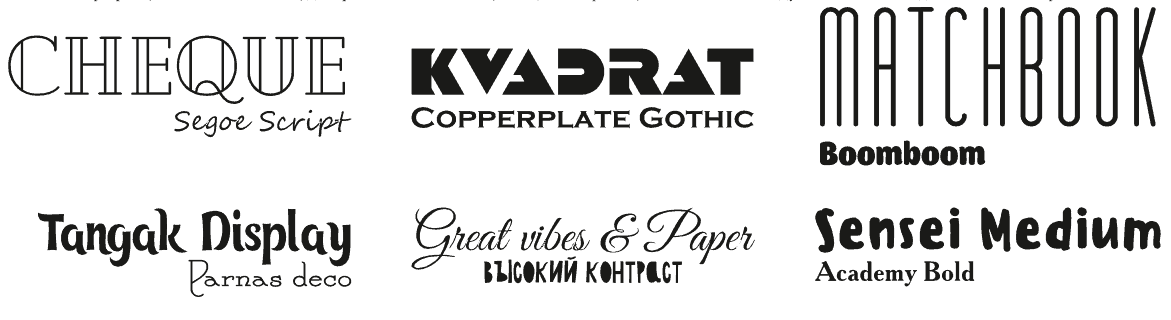 CHEQUE
Segoe Script
KVADRAT
Copperplate Gothic
MATCHBOOK
Boomboom
Tangak Display
Parnas deco
Great vibes & Paper
ВЫСОКИЙ КОНТРАСТ
Sensei Medium
Academy Bold